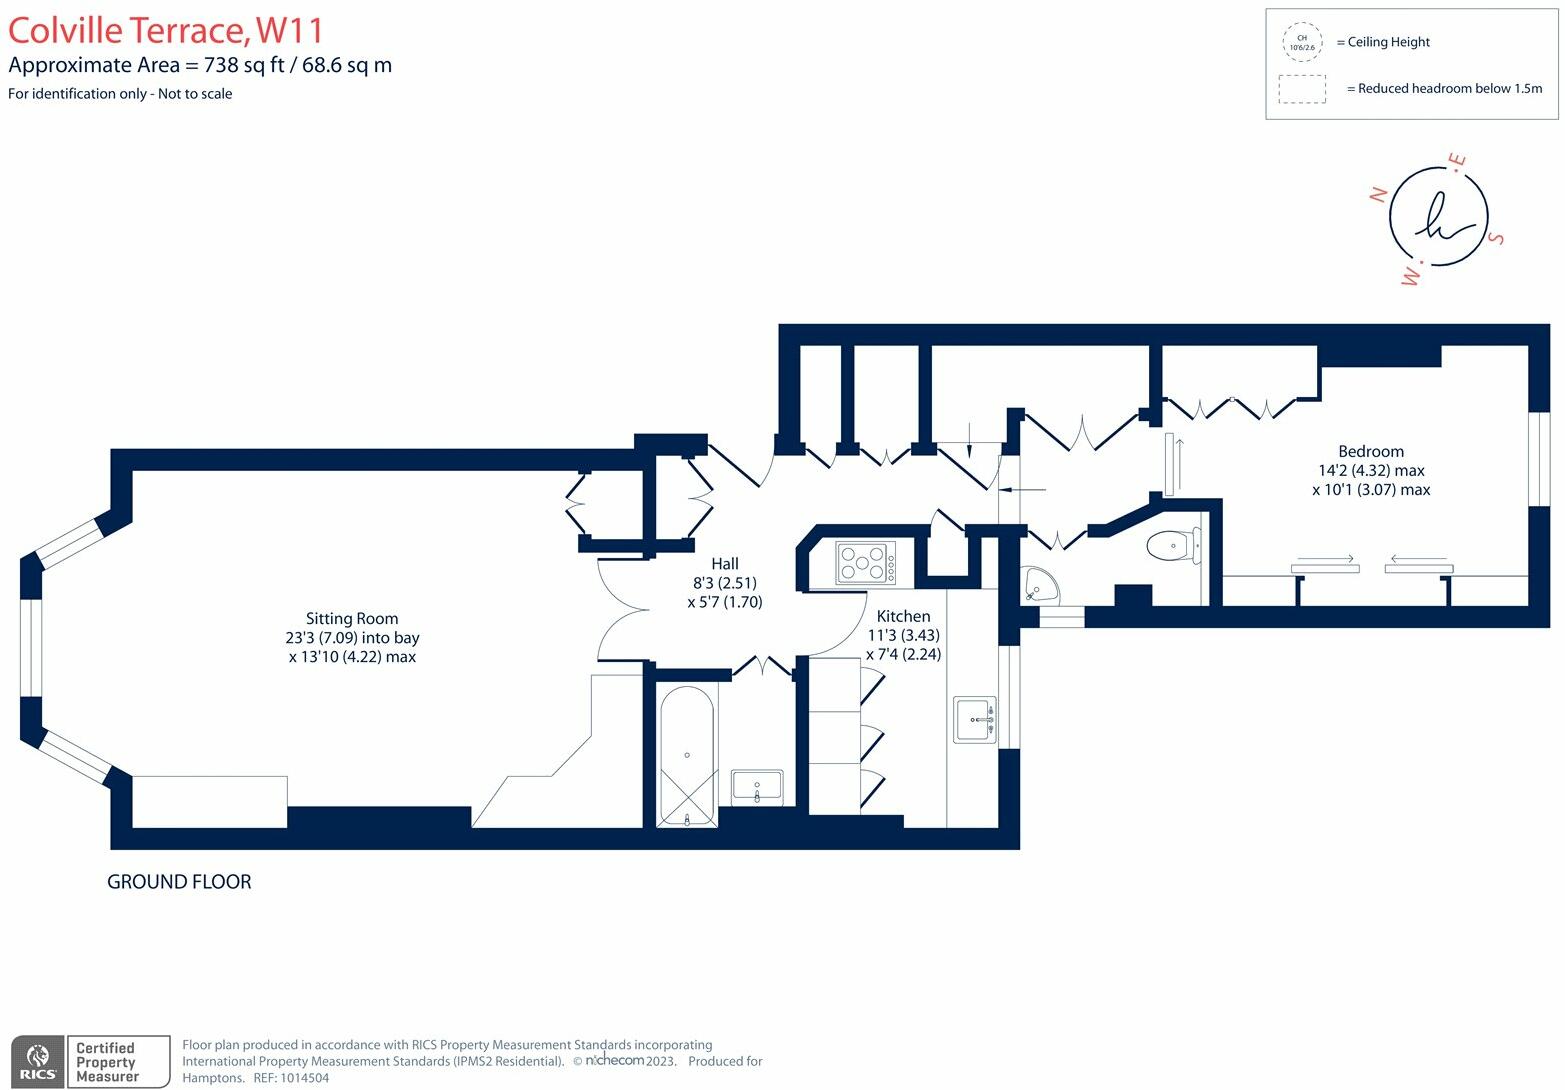 Colville Terrace, W11
Approximate Area = 738 sq ft / 68.6 sq m
For identification only - Not to scale
CH
10'6/2.6
= Ceiling Height
= Reduced headroom below 1.5m
N
E
S
W
Bedroom
14'2 (4.32) max
x 10'1 (3.07) max
Hall
8'3 (2.51)
x 5'7 (1.70)
Sitting Room
23'3 (7.09) into bay
x 13'10 (4.22) max
Kitchen
11'3 (3.43)
x 7'4 (2.24)
GROUND FLOOR
RICS
Certified
Property
Measurer
Floor plan produced in accordance with RICS Property Measurement Standards incorporating
International Property Measurement Standards (IPMS2 Residential). © nichecom 2023. Produced for
Hamptons. REF: 1014504